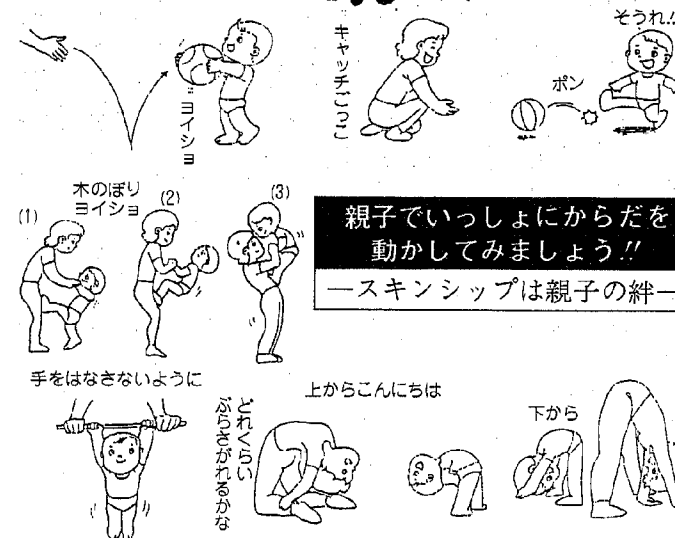 そうれ!!
ヨイショ
キャッチごっこ
ポン
木のぼり
ヨイショ
(1)
(2)
(3)
親子でいっしょにからだを
動かしてみましょう!!
―スキンシップは親子の絆―
手をはなさないように
どれくらい
ぶらさがれるかな
上からこんにちは
下から